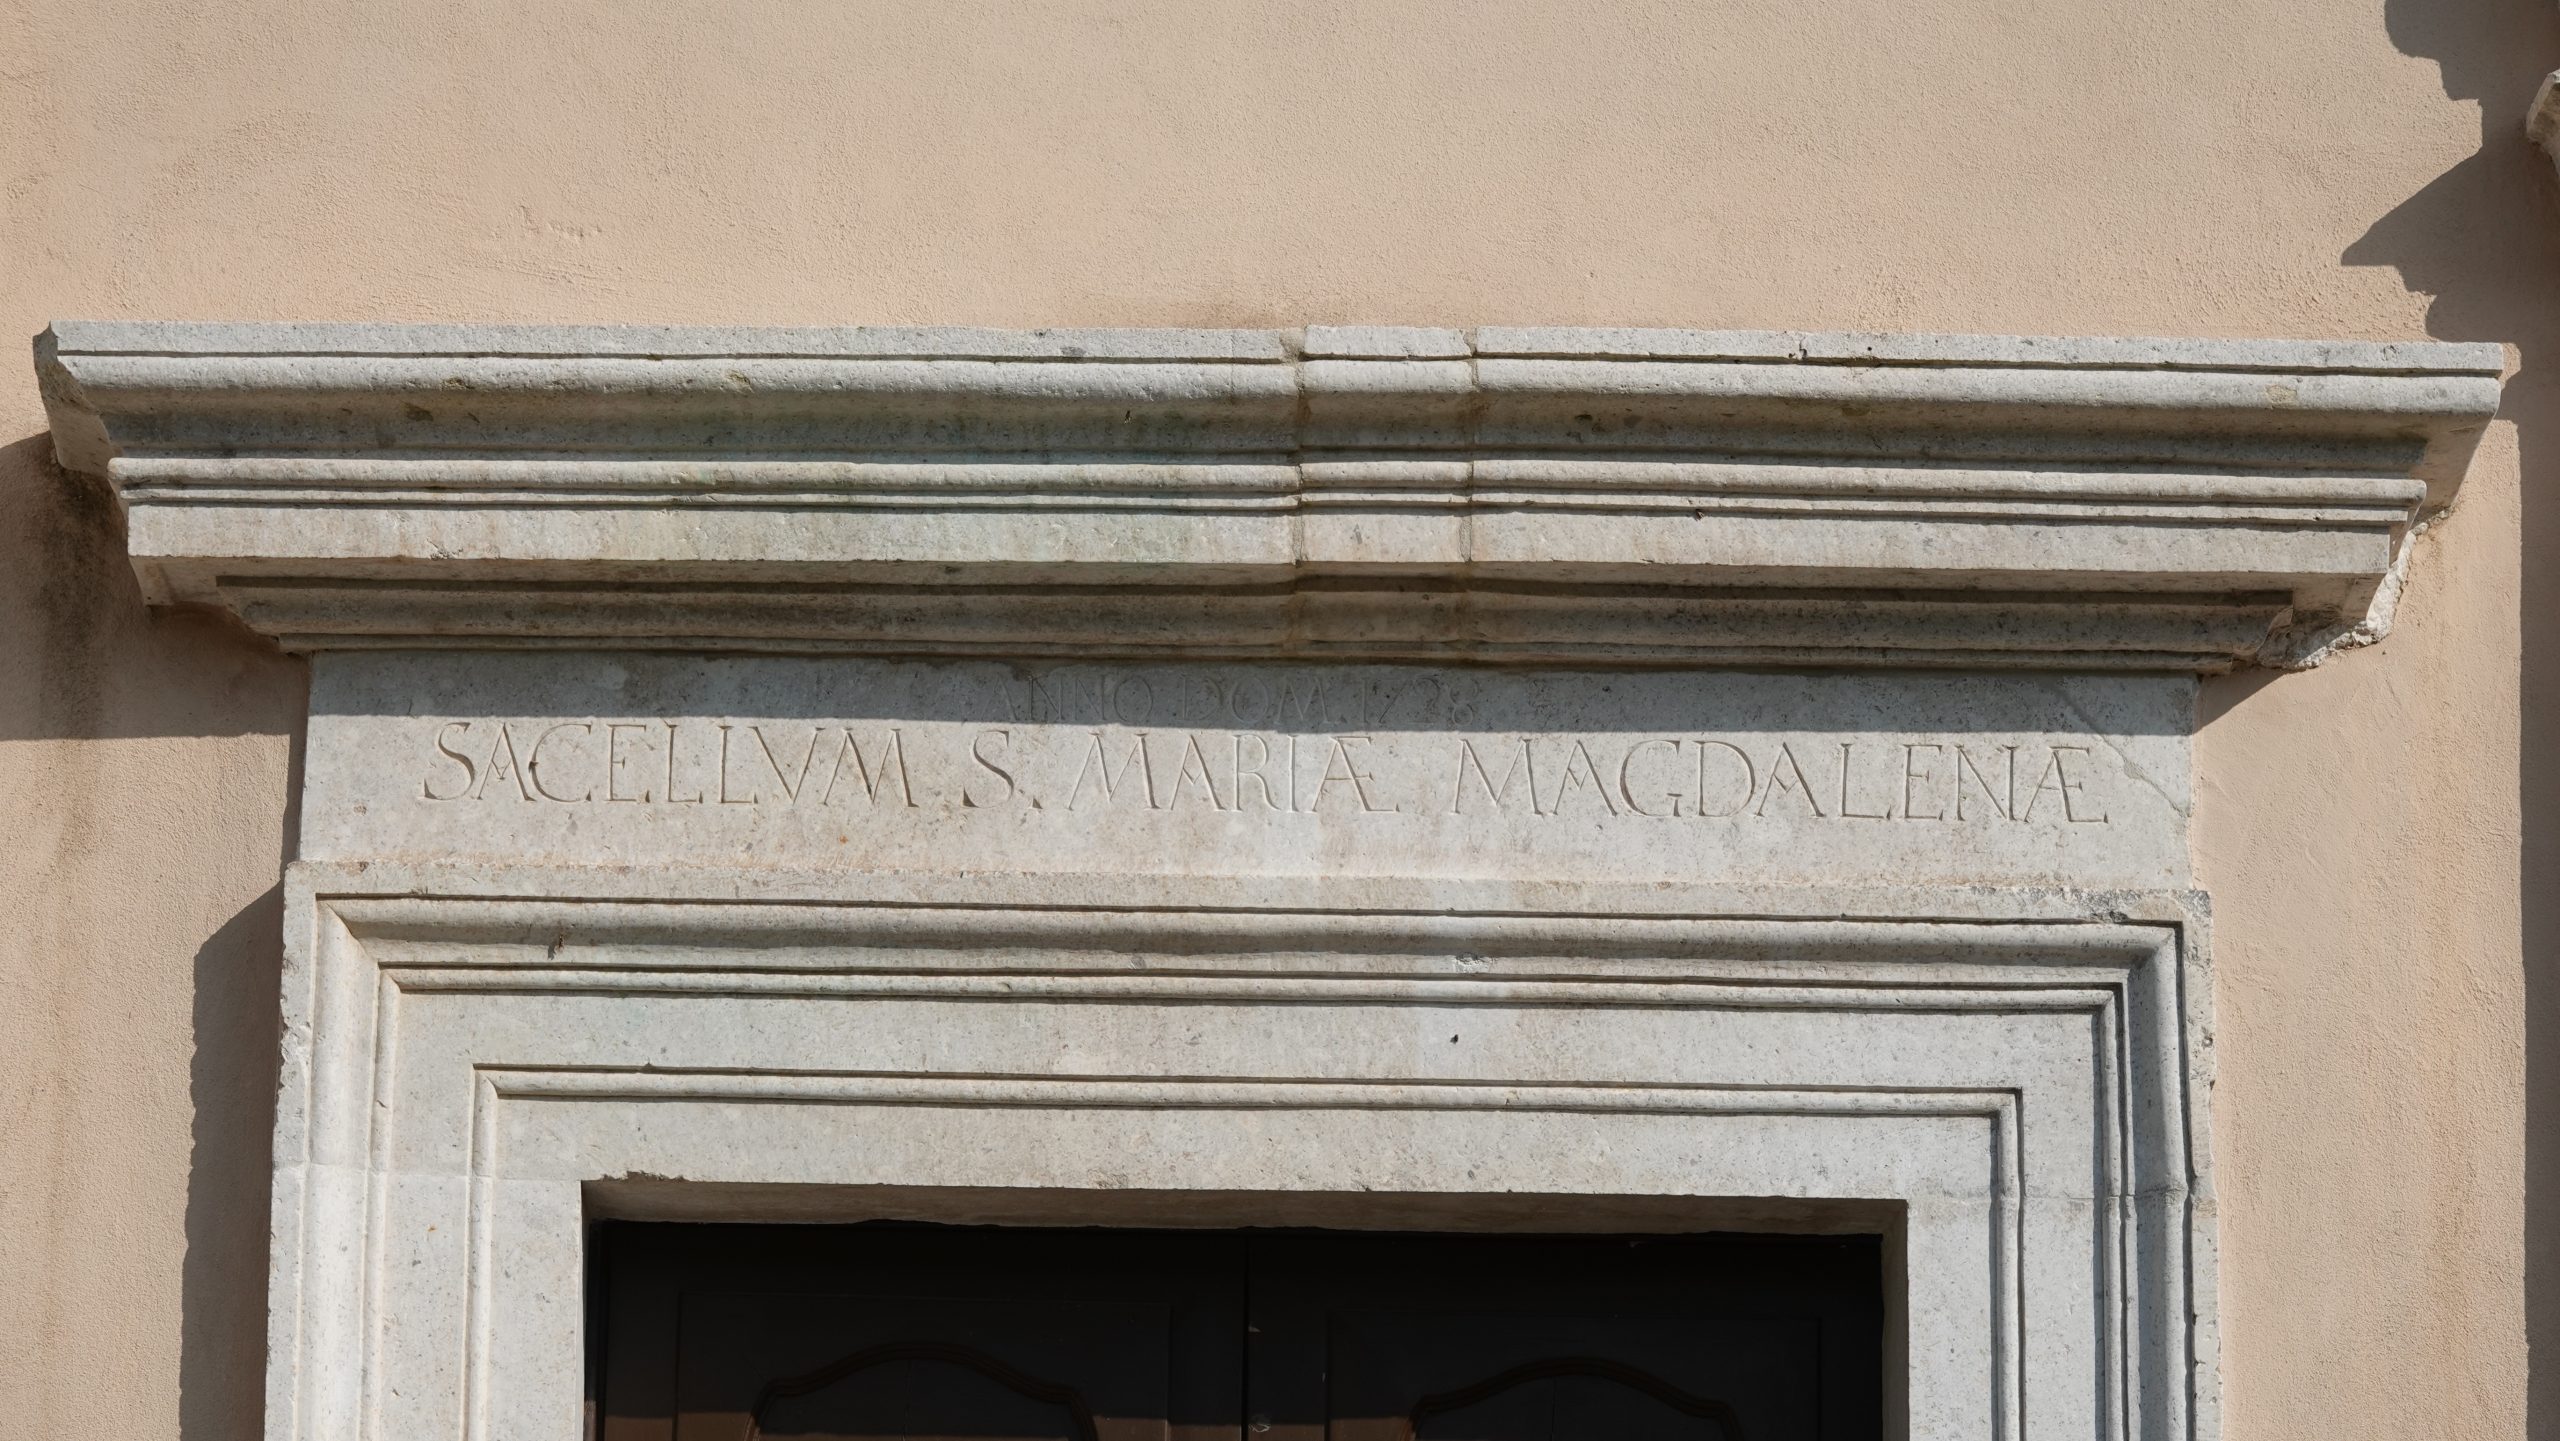 ANNO DOM. 1728
SACELLVM S. MARIÆ MAGDALENÆ